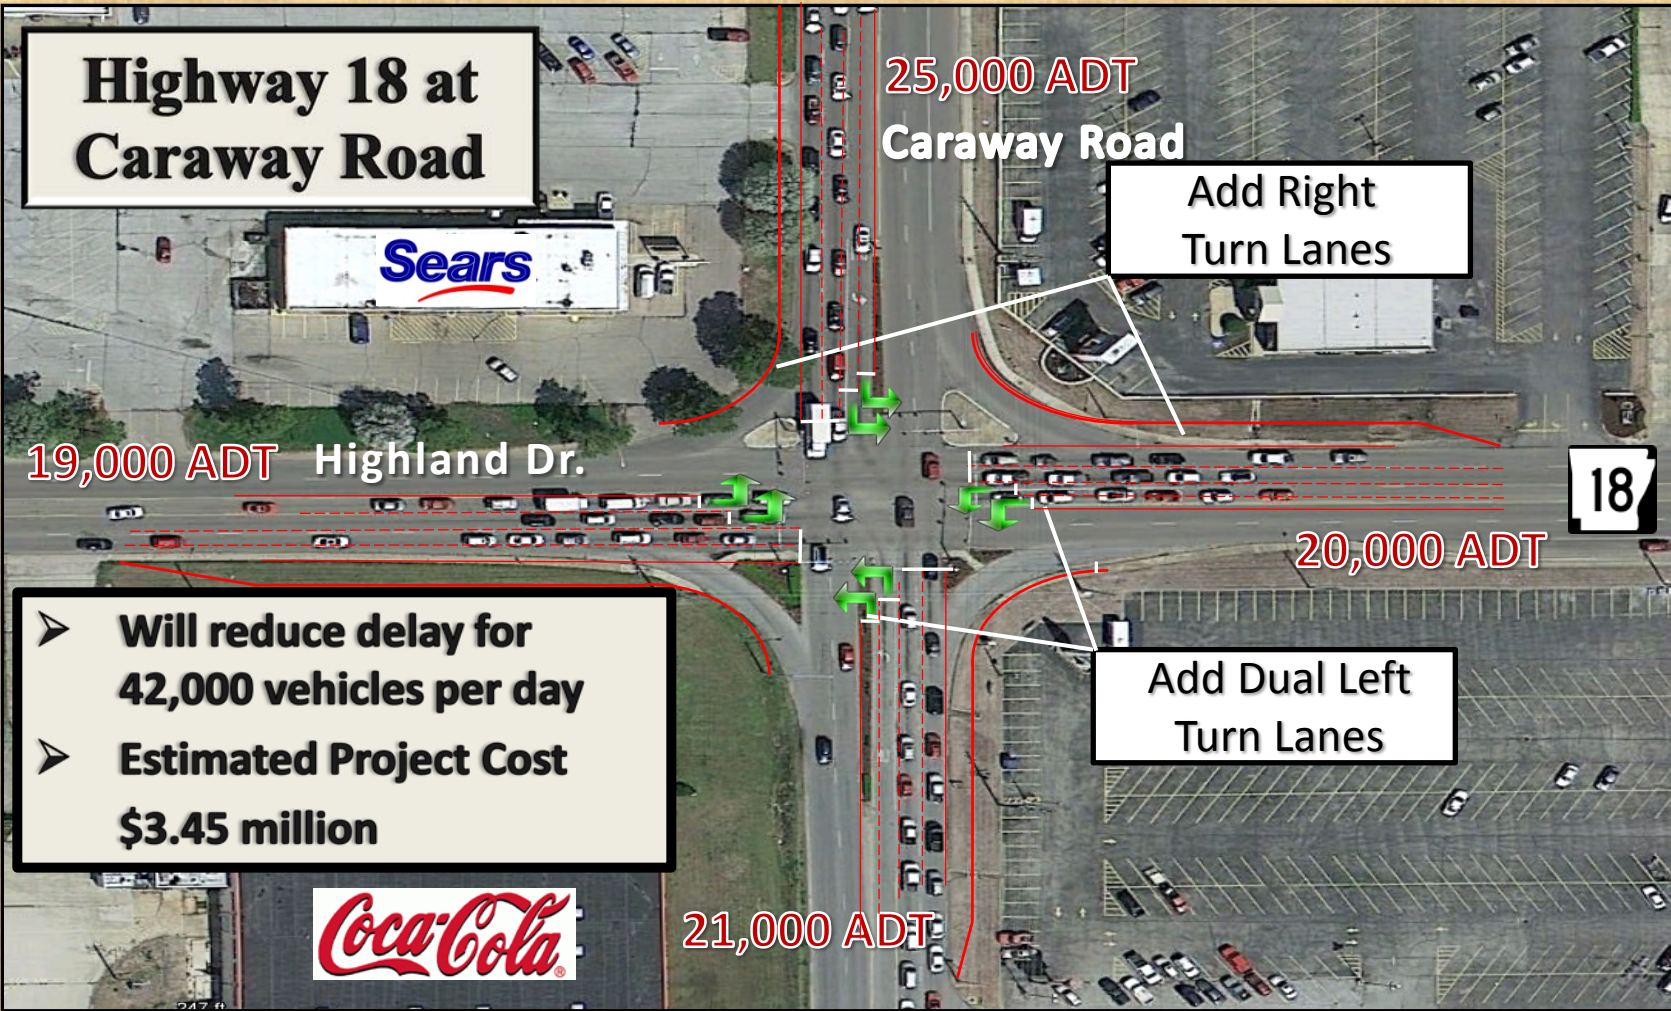 Highway 18 at
Caraway Road
25,000 ADT
Caraway Road
Add Right
Turn Lanes
Sears
19,000 ADT
Highland Dr.
18
20,000 ADT
➢ Will reduce delay for
42,000 vehicles per day
➢ Estimated Project Cost
$3.45 million
Add Dual Left
Turn Lanes
Coca-Cola®
21,000 ADT
247 ft